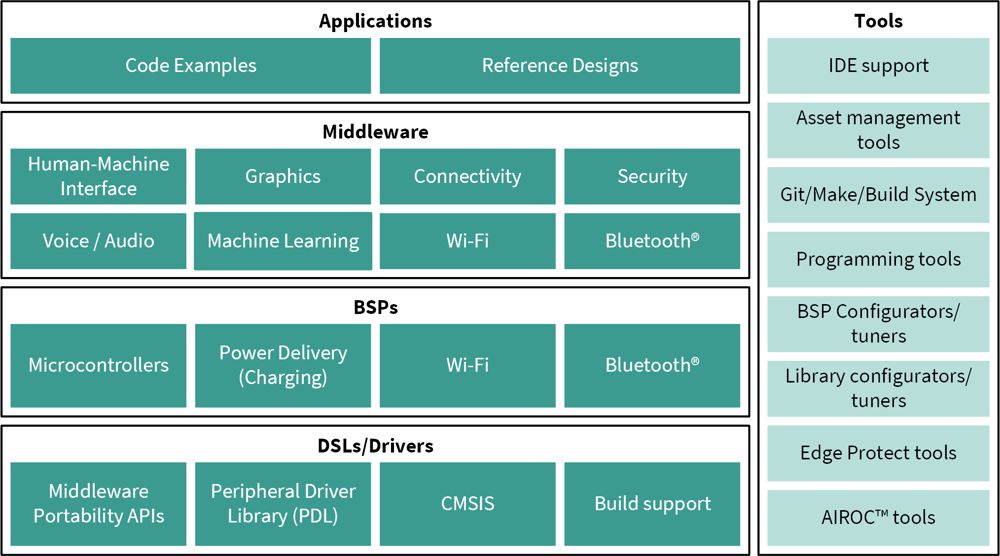 Applications
Code Examples
Reference Designs
Middleware
Human-Machine
Interface
Graphics
Connectivity
Security
Voice / Audio
Machine Learning
Wi-Fi
Bluetooth®
BSPs
Microcontrollers
Power Delivery
(Charging)
Wi-Fi
Bluetooth®
DSLs/Drivers
Middleware
Portability APIs
Peripheral Driver
Library (PDL)
CMSIS
Build support
Tools
IDE support
Asset management
tools
Git/Make/Build System
Programming tools
BSP Configurators/
tuners
Library configurators/
tuners
Edge Protect tools
AIROC™ tools